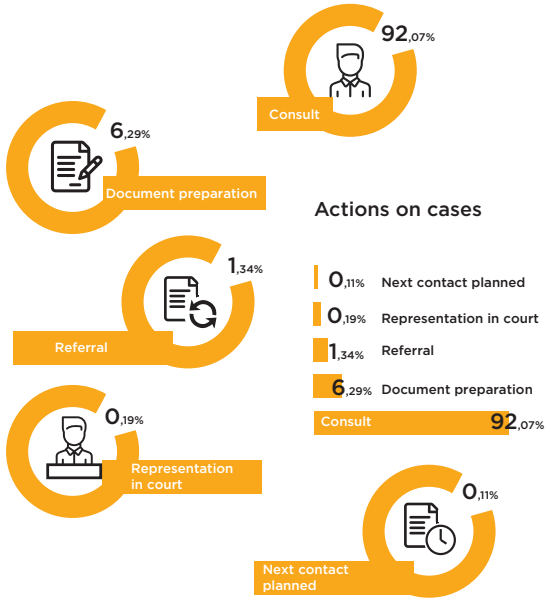 92,07%
Consult
6,29%
Document preparation
Actions on cases
1,34%
Referral
0,11% Next contact planned
0,19% Representation in court
1,34% Referral
6,29% Document preparation
Consult 92,07%
0,19%
Representation
in court
0,11%
Next contact
planned